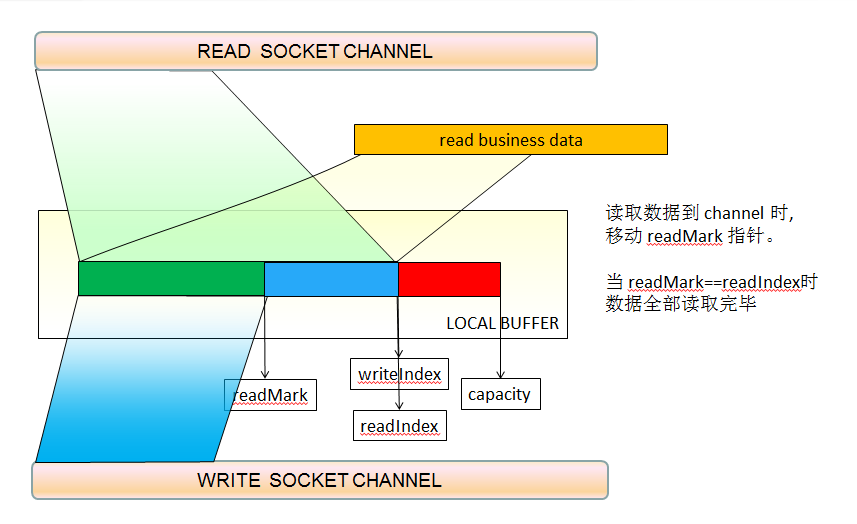 READ SOCKET CHANNEL
read business data
读取数据到 channel 时,
移动 readMark 指针。
当 readMark==readIndex时
数据全部读取完毕
LOCAL BUFFER
writeIndex
readMark
capacity
readIndex
WRITE SOCKET CHANNEL